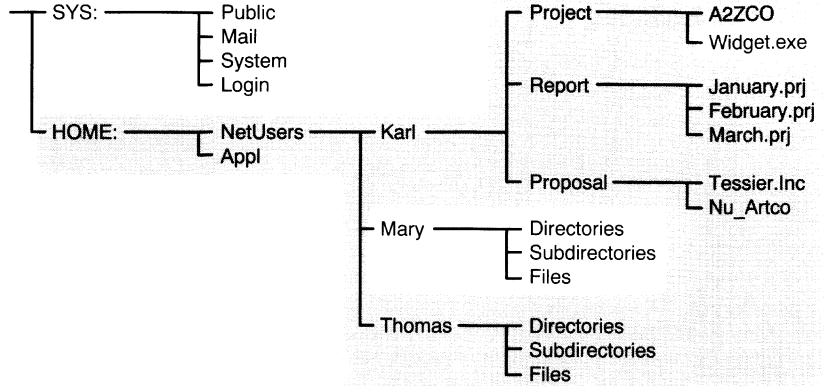 SYS:
Public
Mail
System
Login
HOME:
NetUsers
Appl
Karl
Project
A2ZCO
Widget.exe
Report
January.prj
February.prj
March.prj
Proposal
Tessier.Inc
Nu_Artco
Mary
Directories
Subdirectories
Files
Thomas
Directories
Subdirectories
Files